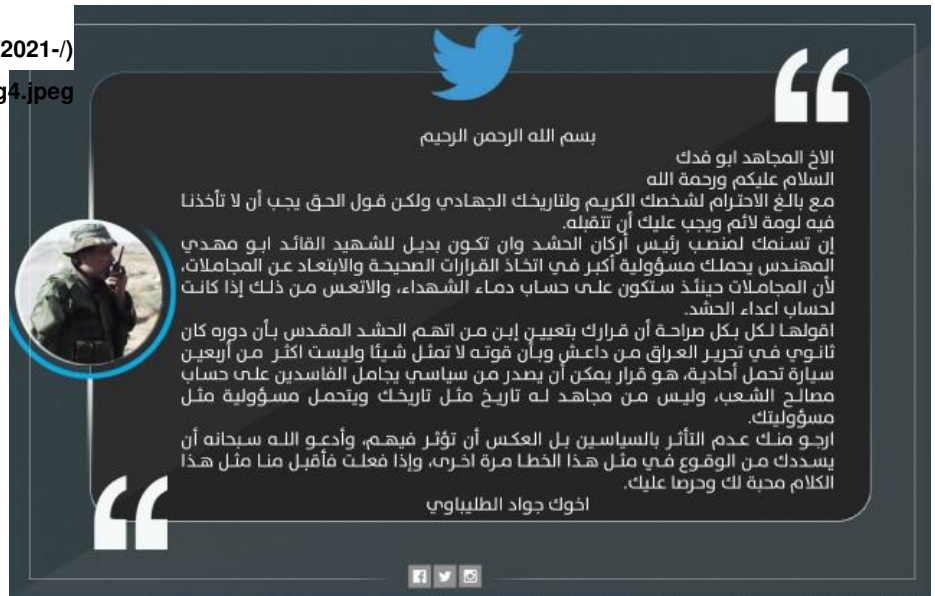 2021-/)
g4.jpeg
بسم الله الرحمن الرحيم
الاخ المجاهد ابو فدك
السلام عليكم ورحمة الله
مع بالغ الاحترام لشخصك الكريم ولتاريخك الجهادي ولكن قول الحق يجب أن لا تأخذنا
فيه لومة لائم ويجب عليك أن تتقبله.
إن تسنمك لمنصب رئيس أركان الحشد وان تكون بديل للشهيد القائد ابو مهدي
المهندس يحملك مسؤولية أكبر في اتخاذ القرارات الصحيحة والابتعاد عن المجاملات،
لأن المجاملات حينئذ ستكون على حساب دماء الشهداء، والاتعس من ذلك إذا كانت
لحساب اعداء الحشد.
اقولها لكل بكل صراحة أن قرارك بتعيين إبن من اتهم الحشد المقدس بأن دوره كان
ثانوي في تحرير العراق من داعش وبأن قوته لا تمثل شيئا وليست اكثر من أربعين
سيارة تحمل أحادية، هو قرار يمكن أن يصدر من سياسي يجامل الفاسدين على حساب
مصالح الشعب، وليس من مجاهد له تاريخ مثل تاريخك ويتحمل مسؤولية مثل
مسؤوليتك.
ارجو منك عدم التأثر بالسياسين بل العكس أن تؤثر فيهم، وأدعو الله سبحانه أن
يسددك من الوقوع في مثل هذا الخطا مرة اخرى، وإذا فعلت فأقبل منا مثل هذا
الكلام محبة لك وحرصا عليك.
اخوك جواد الطليباوي